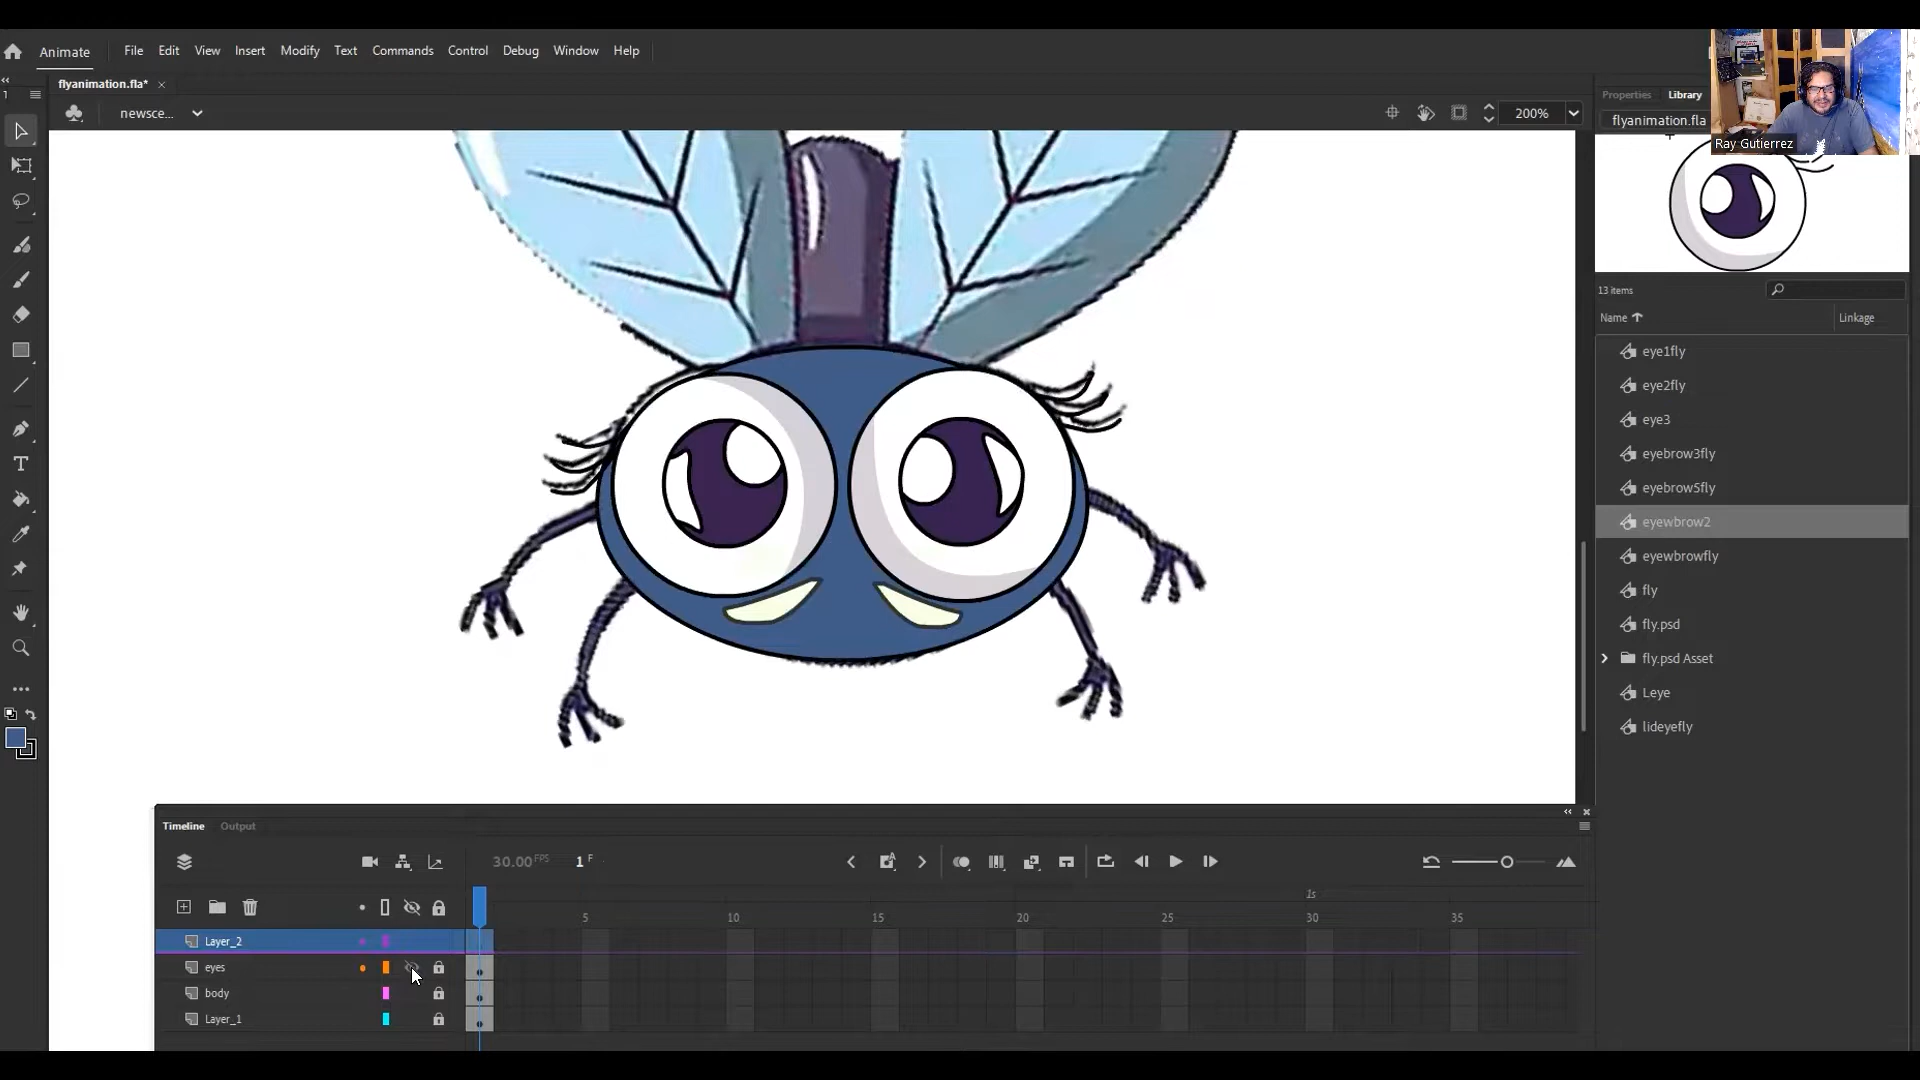 Animate File Edit View Insert Modify Text Commands Control Debug Window Help
flyanimation.fla*
1
newsce...
200%
Properties Library
flyanimation.fla
Ray Gutierrez
13 items
Name Linkage
eye1fly
eye2fly
eye3
eyebrow3fly
eyebrow5fly
eyewbrow2
eyewbrowfly
fly
fly.psd
fly.psd Asset
Leye
lideyefly
Timeline Output
30.00 FPS 1 F
1s
5 10 15 20 25 30 35
Layer_2
eyes
body
Layer_1